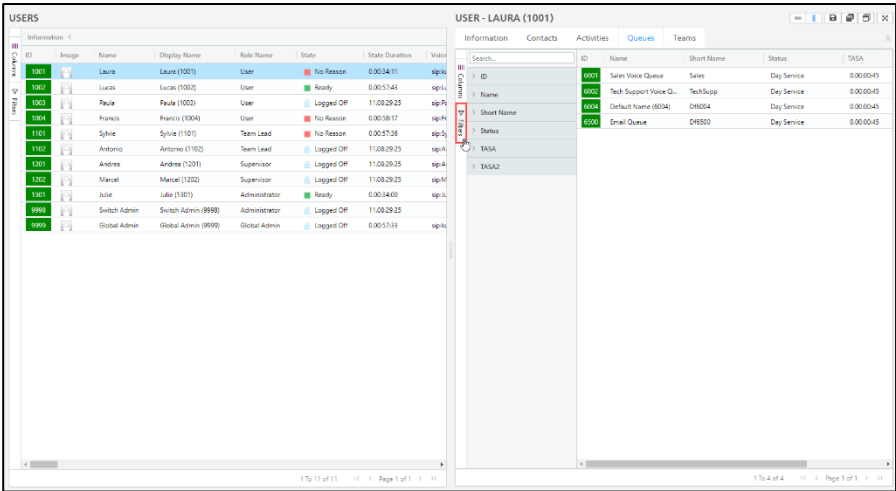 USERS
Information
Columns
Filters
ID Image Name Display Name Role Name State State Duration Voice
1001 Laura Laura (1001) User No Reason 0.00:34:11
1002 Lucas Lucas (1002) User Ready 0.00:57:43
1003 Paula Paula (1003) User Logged Off 11.08:29:25
1004 Francis Francis (1004) User No Reason 0.00:58:17
1101 Sylvie Sylvie (1101) Team Lead No Reason 0.00:57:36
1102 Antonio Antonio (1102) Team Lead Logged Off 11.08:29:25
1201 Andrea Andrea (1201) Supervisor Logged Off 11.08:29:25
1202 Marcel Marcel (1202) Supervisor Logged Off 11.08:29:25
1301 Julie Julie (1301) Administrator Ready 0.00:34:00
9998 Switch Admin Switch Admin (9998) Administrator Logged Off 11.08:29:25
9999 Global Admin Global Admin (9999) Global Admin Logged Off 0.00:57:33
1 To 11 of 11 Page 1 of 1
USER - LAURA (1001)
Information Contacts Activities Queues Teams
Columns
Filters
Search...
ID
Name
Short Name
Status
TASA
TASA2
ID Name Short Name Status TASA
6001 Sales Voice Queue Sales Day Service 0.00:00:45
6002 Tech Support Voice Q... TechSupp Day Service 0.00:00:45
6004 Default Name (6004) Df6004 Day Service 0.00:00:45
6500 Email Queue Df6500 Day Service 0.00:00:45
1 To 4 of 4 Page 1 of 1